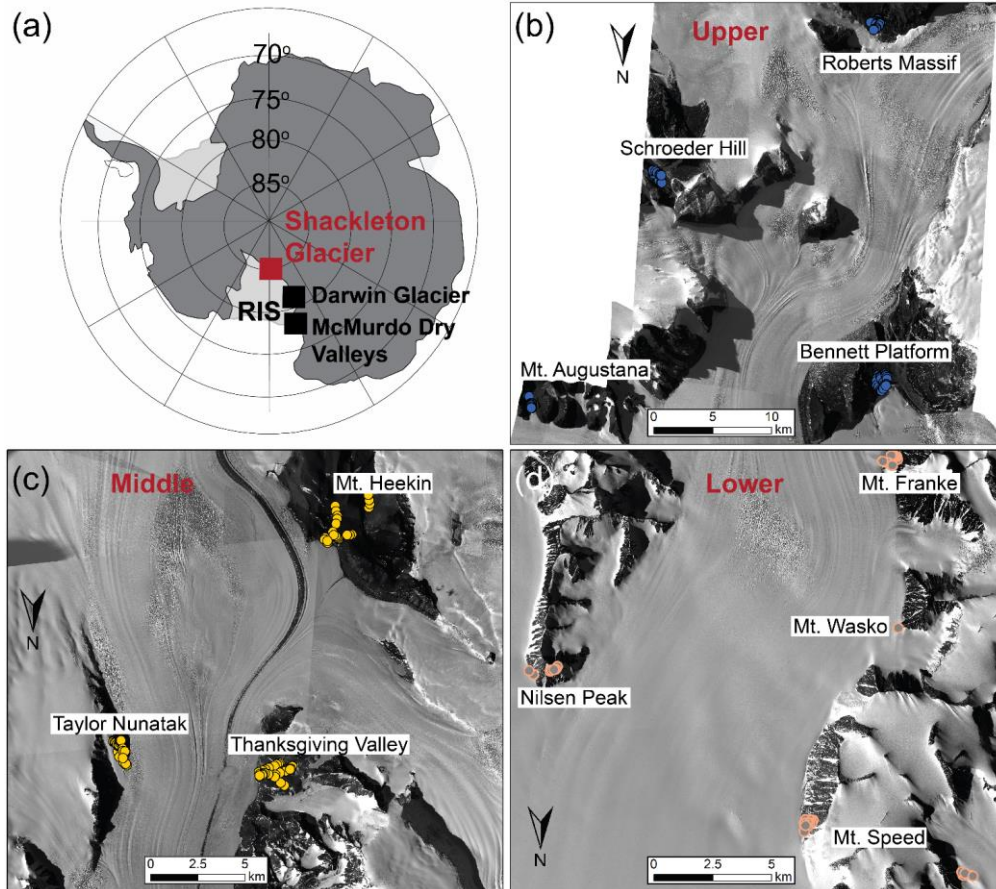 (a)
70°
75°
80°
85°
Shackleton
Glacier
RIS
Darwin Glacier
McMurdo Dry
Valleys
(b)
Upper
N
Roberts Massif
Schroeder Hill
Bennett Platform
Mt. Augustana
0 5 10
km
(c)
Middle
Mt. Heekin
N
Taylor Nunatak
Thanksgiving Valley
0 2.5 5
km
Lower
Mt. Franke
Mt. Wasko
Nilsen Peak
N
Mt. Speed
0 2.5 5
km